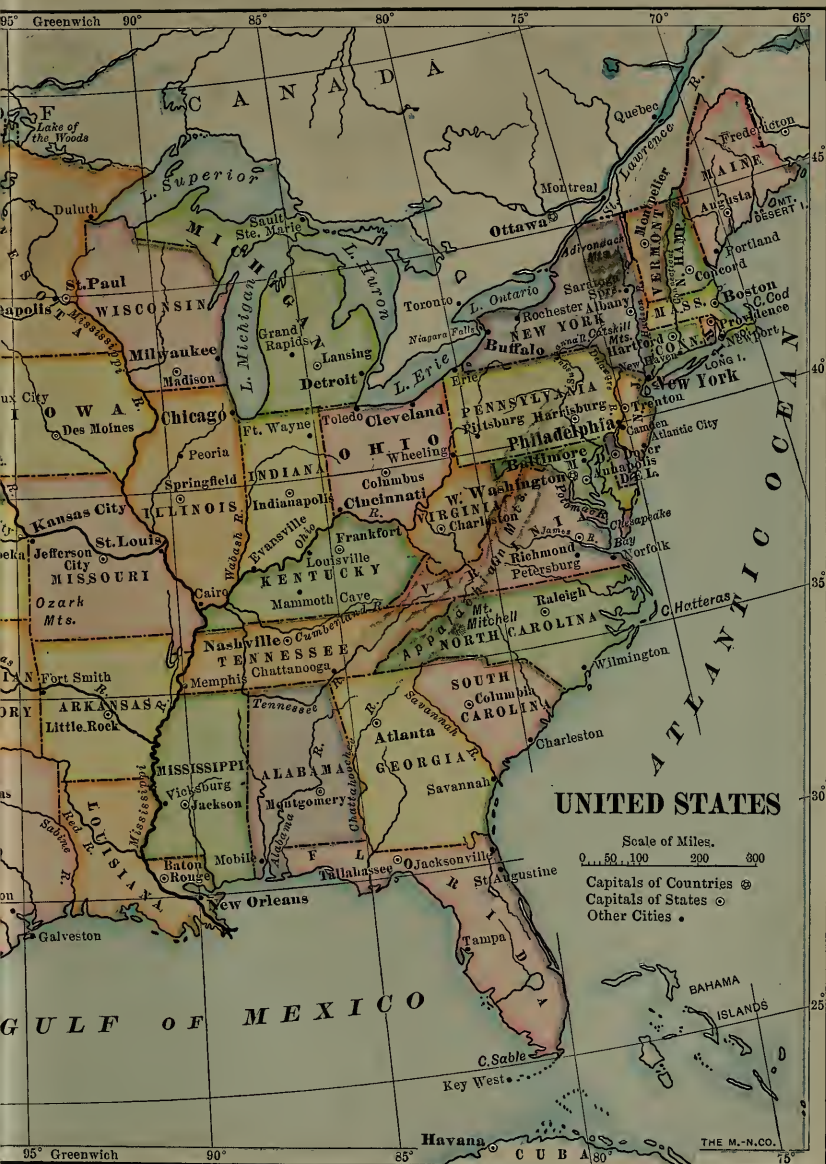 95° Greenwich 90° 85° 80° 75° 70° 65°
CANADA
Lake of
the Woods
Quebec
R.
St. Lawrence
Fredericton
45°
MAINE
Montreal
Ottawa
Montpelier
Augusta
MT.
DESERT I.
L. Superior
Duluth
Sault
Ste. Marie
MICHIGAN
L. Huron
Adirondack
Mts.
VERMONT
N. HAMP.
Portland
Concord
St. Paul
WISCONSIN
L. Michigan
Toronto
L. Ontario
Saratoga
Sprs.
Rochester
Albany
NEW YORK
MASS.
Boston
C. Cod
Providence
Newport
Mississippi
R.
Niagara Falls
Buffalo
Catskill
Mts.
Hartford
CONN.
New Haven
LONG I.
Grand
Rapids
Lansing
Detroit
L. Erie
Erie
Milwaukee
Madison
40°
IOWA
Des Moines
Chicago
Ft. Wayne
Toledo
Cleveland
PENNSYLVANIA
Pittsburg
Harrisburg
New York
Trenton
Philadelphia
Camden
Atlantic City
Peoria
Springfield
ILLINOIS
INDIANA
Indianapolis
OHIO
Wheeling
Columbus
Cincinnati
Baltimore
Dover
Annapolis
DEL.
Washington
W.
VIRGINIA
Charleston
Potomac R.
Chesapeake
Bay
Kansas City
St. Louis
Jefferson
City
MISSOURI
Wabash R.
Evansville
Ohio
R.
Frankfort
Louisville
KENTUCKY
Mammoth Cave
VIRGINIA
James R.
Richmond
Petersburg
Norfolk
35°
Ozark
Mts.
Cairo
Cumberland R.
Appalachian Mts.
Mt.
Mitchell
Raleigh
NORTH CAROLINA
C. Hatteras
Nashville
TENNESSEE
Memphis
Chattanooga
Wilmington
Fort Smith
ARKANSAS
R.
Little Rock
Tennessee
R.
SOUTH
CAROLINA
Columbia
Charleston
Atlanta
GEORGIA
Savannah
R.
Savannah
MISSISSIPPI
Vicksburg
Jackson
ALABAMA
Montgomery
Alabama
R.
Chattahoochee
R.
Mississippi
R.
LOUISIANA
Red R.
Sabine
R.
Baton
Rouge
Mobile
FLORIDA
Tallahassee
Jacksonville
St. Augustine
New Orleans
Galveston
Tampa
ATLANTIC OCEAN
30°
UNITED STATES
Scale of Miles.
0 50 100 200 300
Capitals of Countries
Capitals of States
Other Cities
GULF OF MEXICO
BAHAMA
ISLANDS
25°
C. Sable
Key West
Havana
CUBA
THE M.-N.CO.
95° Greenwich 90° 85° 80° 75°